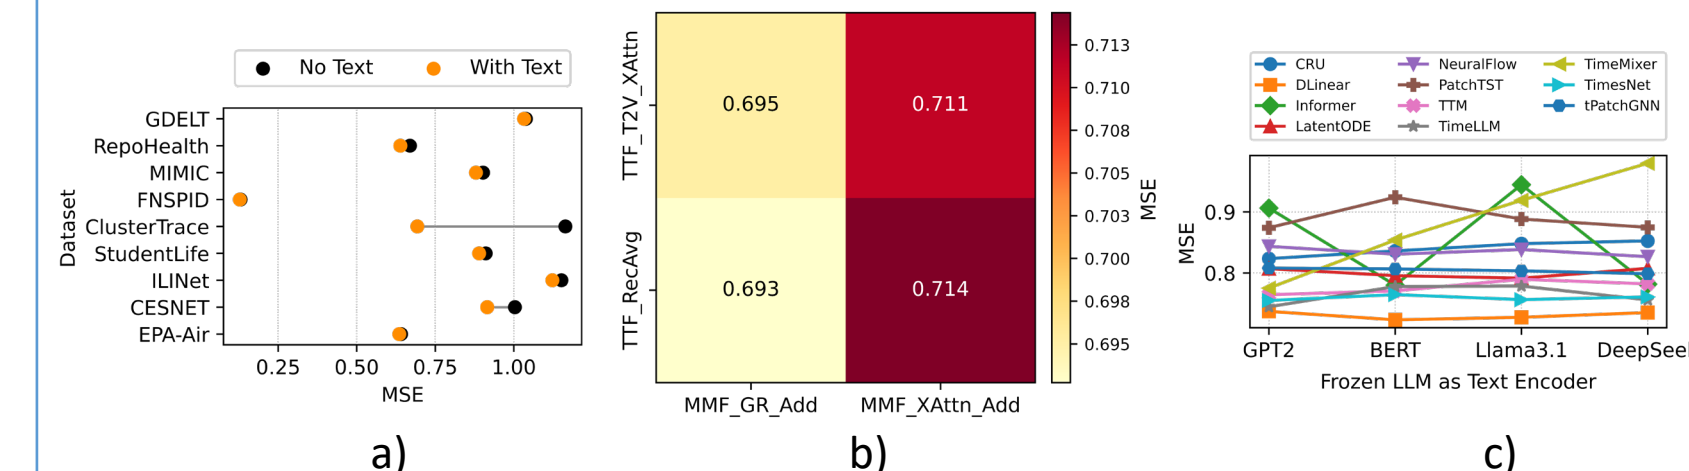 No Text
With Text
GDELT
RepoHealth
MIMIC
FNSPID
ClusterTrace
StudentLife
ILINet
CESNET
EPA-Air
Dataset
0.25 0.50 0.75 1.00
MSE
a)
TTF_T2V_XAttn
TTF_RecAvg
0.695 0.711
0.693 0.714
MMF_GR_Add MMF_XAttn_Add
0.713
0.710
0.708
0.705
0.703
0.700
0.698
0.695
MSE
b)
CRU NeuralFlow TimeMixer
DLinear PatchTST TimesNet
Informer TTM tPatchGNN
LatentODE TimeLLM
0.9
0.8
MSE
GPT2 BERT Llama3.1 DeepSee
Frozen LLM as Text Encoder
c)